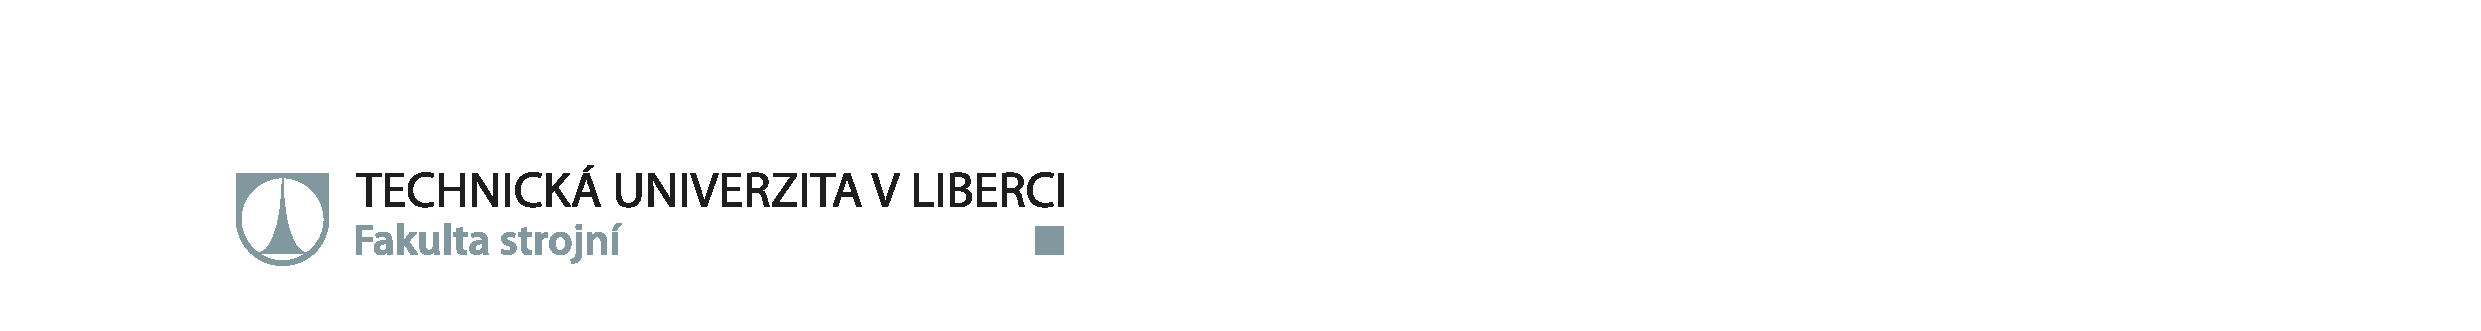 TECHNICKÁ UNIVERZITA V LIBERCI
Fakulta strojní